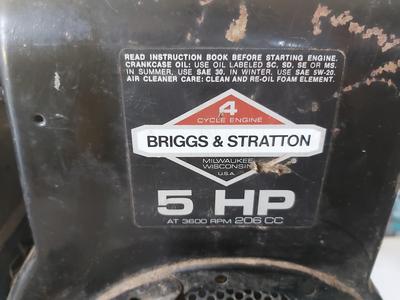 READ INSTRUCTION BOOK BEFORE STARTING ENGINE.
CRANKCASE OIL: USE OIL LABELED SC, SD, SE OR MS.
IN SUMMER, USE SAE 30, IN WINTER, USE SAE 5W-20.
AIR CLEANER CARE: CLEAN AND RE-OIL FOAM ELEMENT.
4
CYCLE ENGINE
BRIGGS & STRATTON
MILWAUKEE
WISCONSIN
U.S.A.
5 HP
AT 3600 RPM 206 CC